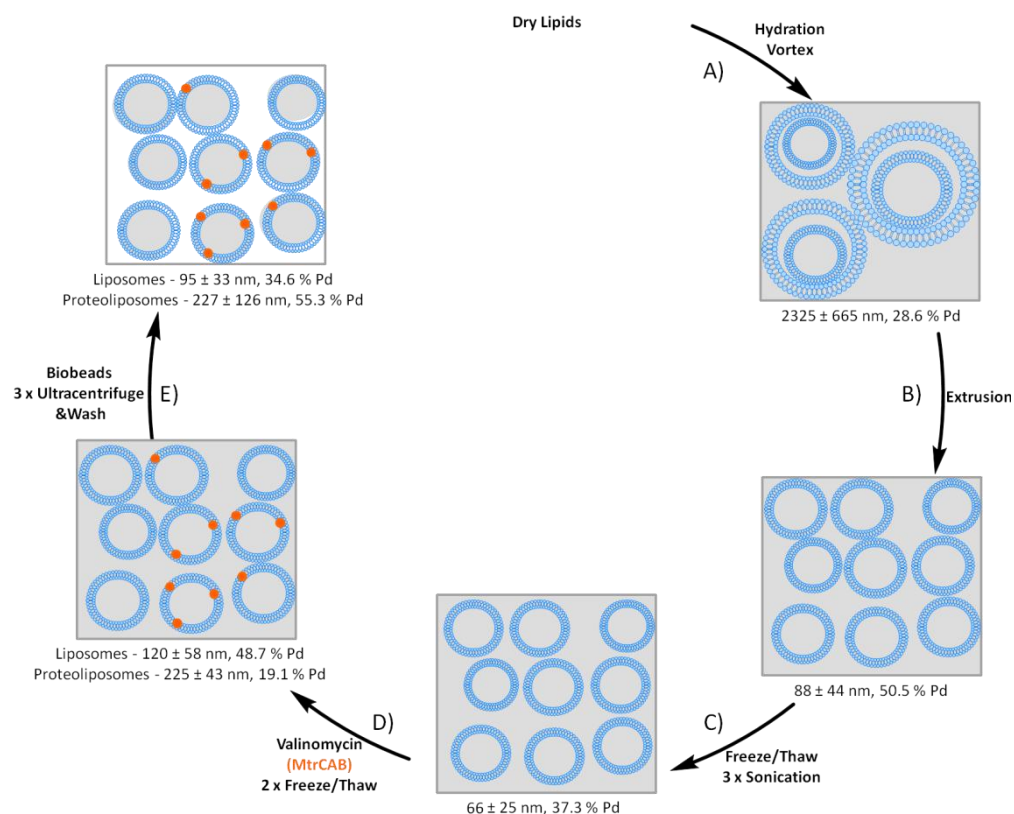 Dry Lipids
Hydration
Vortex
A)
2325 ± 665 nm, 28.6 % Pd
B)
Extrusion
88 ± 44 nm, 50.5 % Pd
C)
Freeze/Thaw
3 x Sonication
66 ± 25 nm, 37.3 % Pd
D)
Valinomycin
(MtrCAB)
2 x Freeze/Thaw
Liposomes - 120 ± 58 nm, 48.7 % Pd
Proteoliposomes - 225 ± 43 nm, 19.1 % Pd
E)
Biobeads
3 x Ultracentrifuge
&Wash
Liposomes - 95 ± 33 nm, 34.6 % Pd
Proteoliposomes - 227 ± 126 nm, 55.3 % Pd